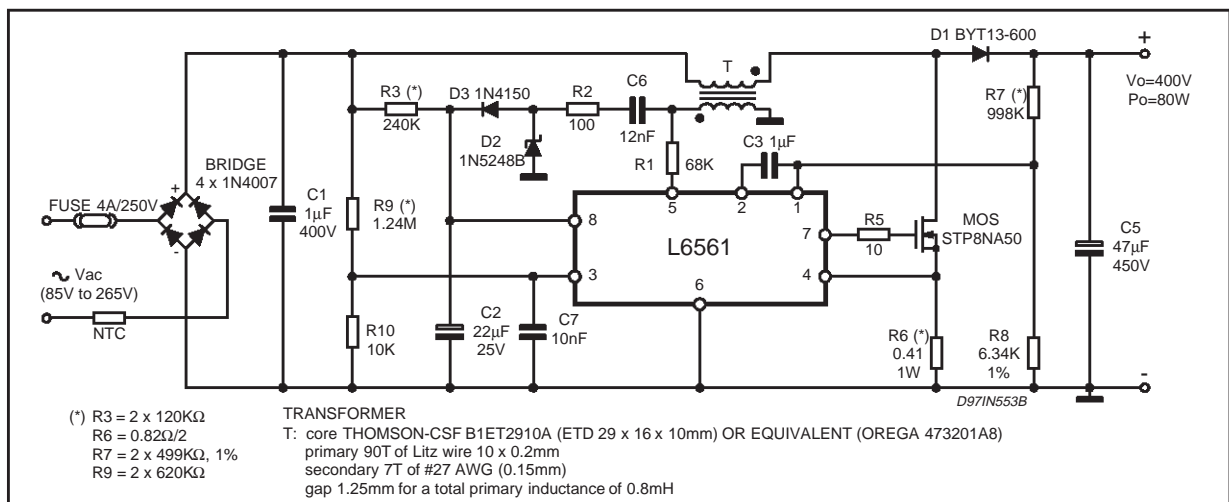 D1 BYT13-600
+
Vo=400V
Po=80W
T
R3 (*)
240K
D3 1N4150
R2
100
C6
12nF
R7 (*)
998K
D2
1N5248B
C3 1µF
R1
68K
BRIDGE
4 x 1N4007
+
-
FUSE 4A/250V
C1
1µF
400V
R9 (*)
1.24M
5
2
1
8
3
L6561
7
4
6
R5
10
MOS
STP8NA50
C5
47µF
450V
Vac
(85V to 265V)
NTC
R10
10K
C2
22µF
25V
C7
10nF
R6 (*)
0.41
1W
R8
6.34K
1%
-
D97IN553B
(*) R3 = 2 x 120KΩ
R6 = 0.82Ω/2
R7 = 2 x 499KΩ, 1%
R9 = 2 x 620KΩ
TRANSFORMER
T: core THOMSON-CSF B1ET2910A (ETD 29 x 16 x 10mm) OR EQUIVALENT (OREGA 473201A8)
primary 90T of Litz wire 10 x 0.2mm
secondary 7T of #27 AWG (0.15mm)
gap 1.25mm for a total primary inductance of 0.8mH